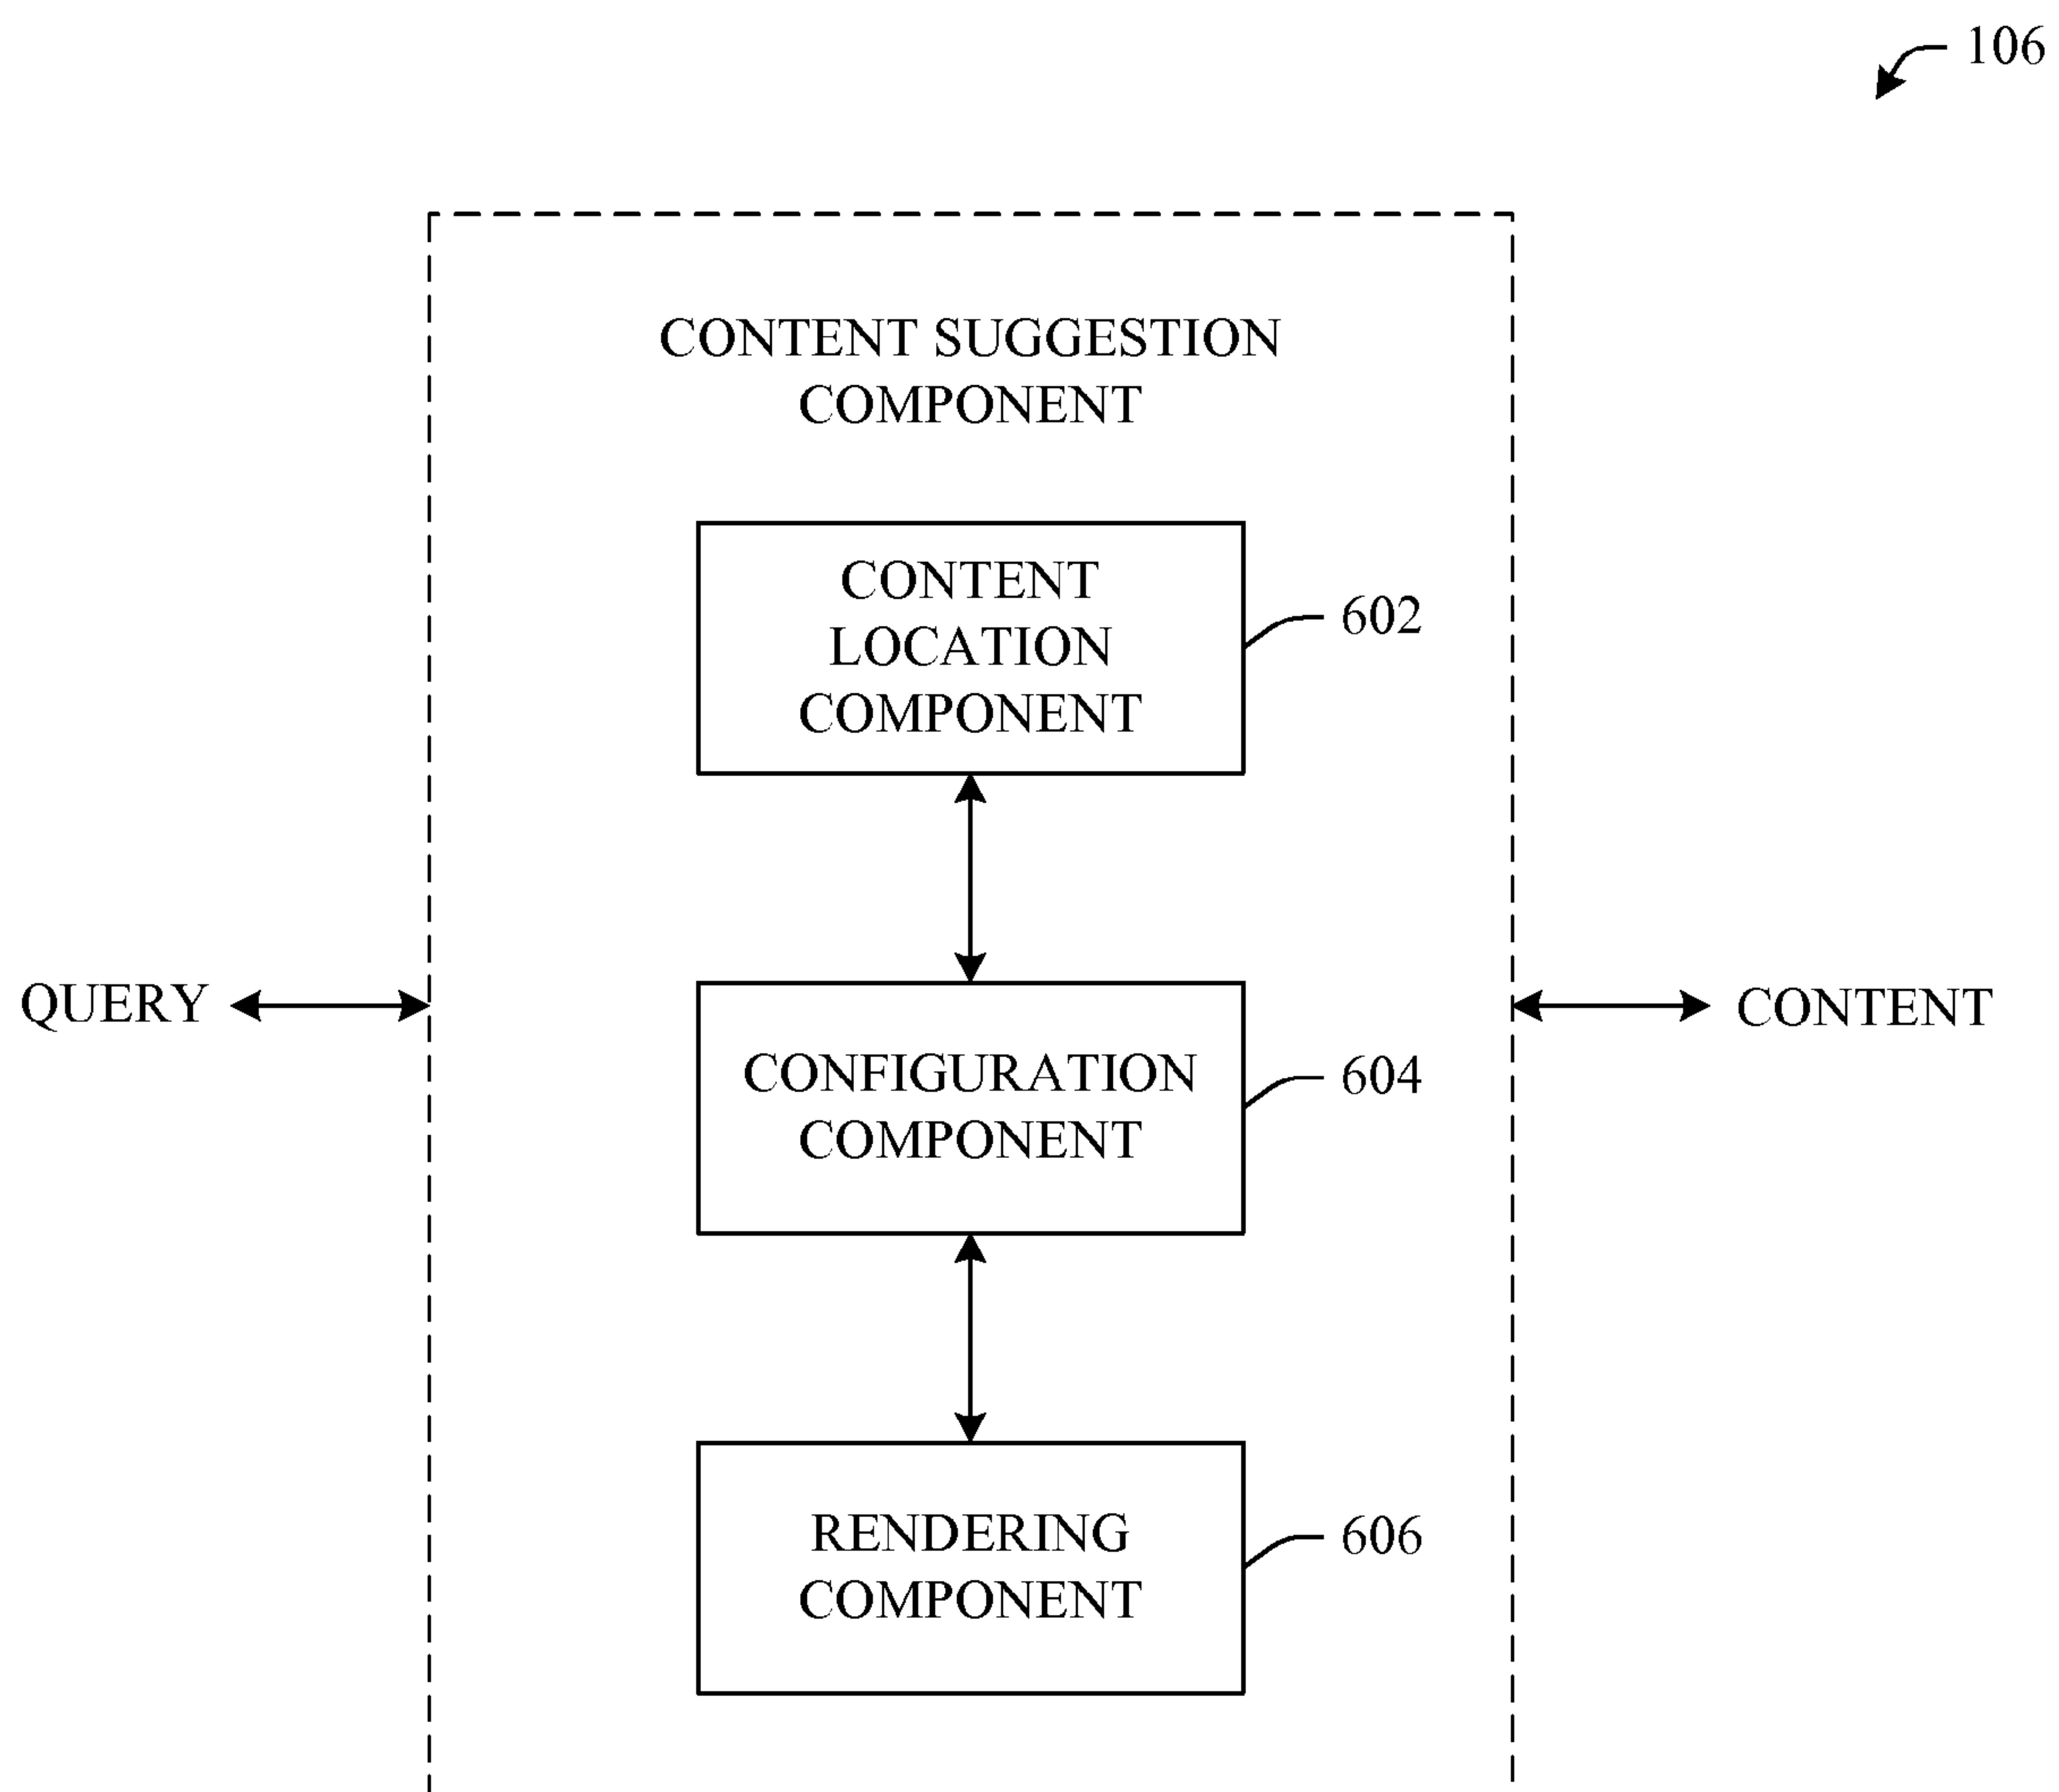 106
CONTENT SUGGESTION
COMPONENT
CONTENT
LOCATION
COMPONENT
602
QUERY
CONTENT
CONFIGURATION
COMPONENT
604
RENDERING
COMPONENT
606